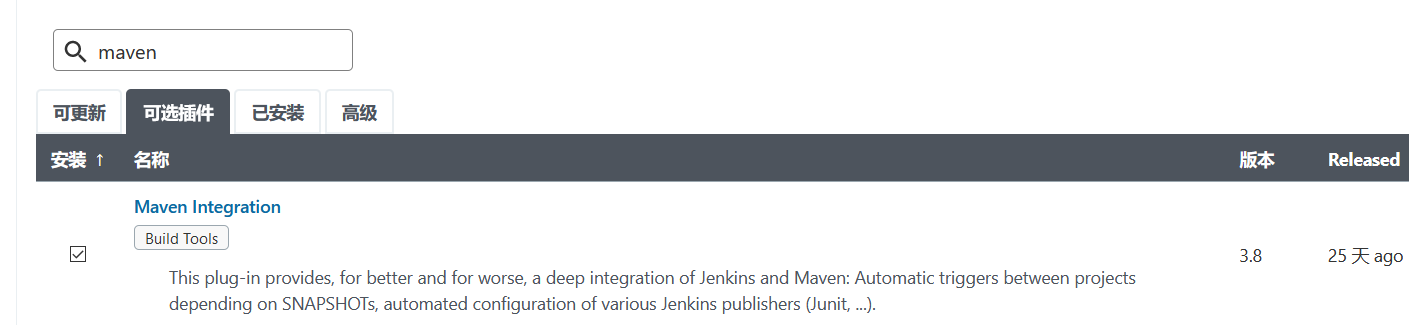 maven
可更新 可选插件 已安装 高级
安装 ↑ 名称 版本 Released
Maven Integration
Build Tools
3.8 25 天 ago
This plug-in provides, for better and for worse, a deep integration of Jenkins and Maven: Automatic triggers between projects
depending on SNAPSHOTs, automated configuration of various Jenkins publishers (Junit, ...).